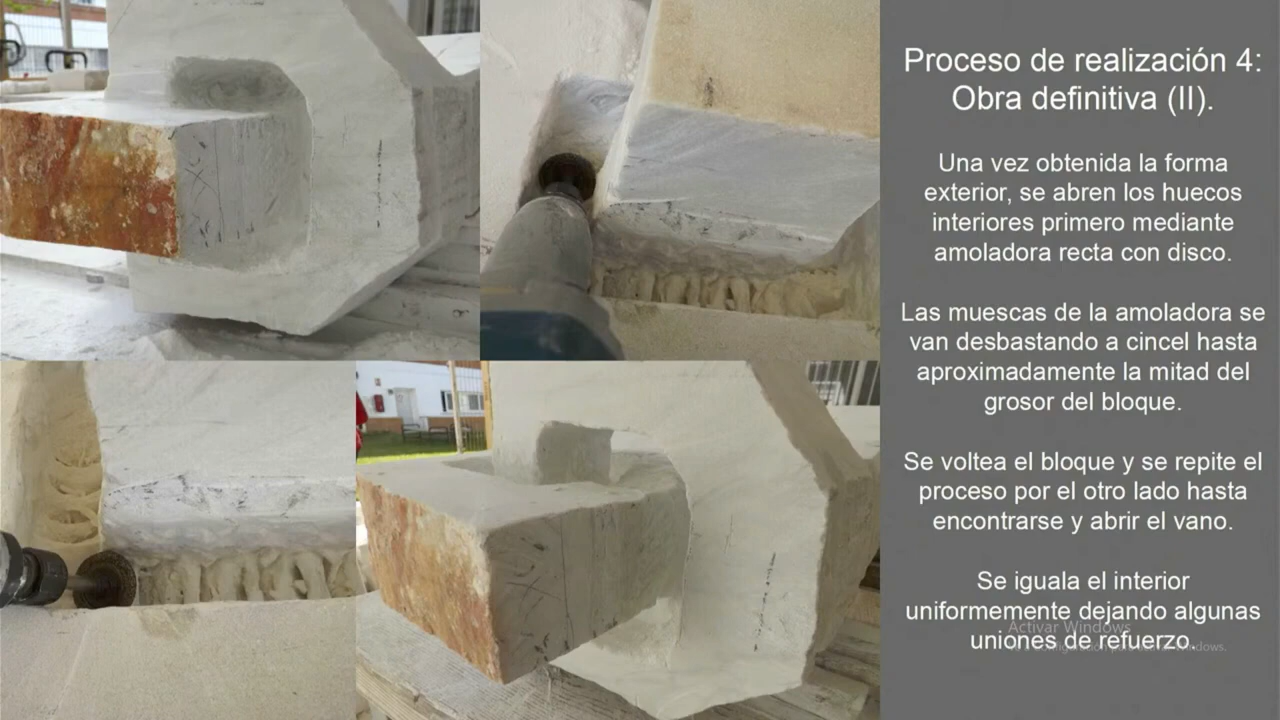 Proceso de realización 4:
Obra definitiva (II).
Una vez obtenida la forma
exterior, se abren los huecos
interiores primero mediante
amoladora recta con disco.
Las muescas de la amoladora se
van desbastando a cincel hasta
aproximadamente la mitad del
grosor del bloque.
Se voltea el bloque y se repite el
proceso por el otro lado hasta
encontrarse y abrir el vano.
Se iguala el interior
uniformemente dejando algunas
Activar Windows
uniones de refuerzo.